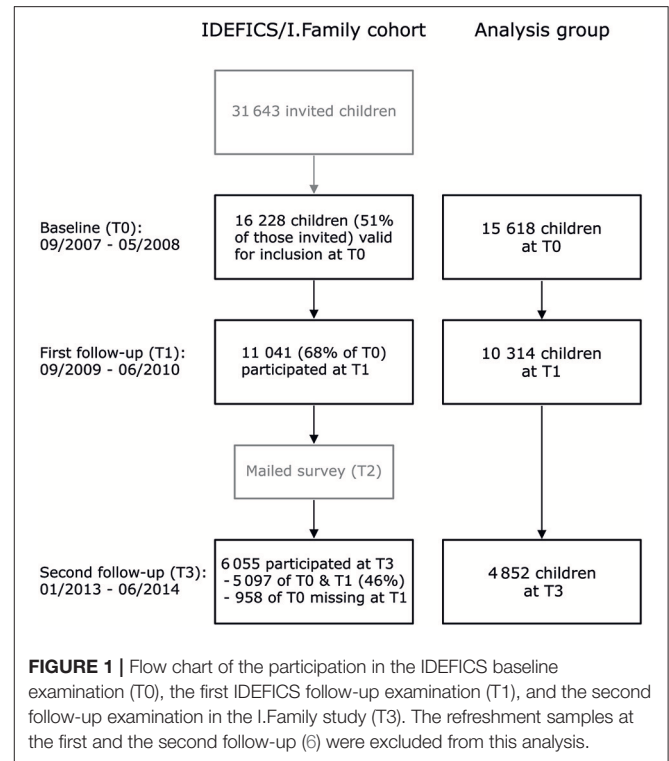 IDEFICS/I.Family cohort
Analysis group
31 643 invited children
Baseline (T0):
09/2007 - 05/2008
16 228 children (51%
of those invited) valid
for inclusion at T0
15 618 children
at T0
First follow-up (T1):
09/2009 - 06/2010
11 041 (68% of T0)
participated at T1
10 314 children
at T1
Mailed survey (T2)
Second follow-up (T3):
01/2013 - 06/2014
6 055 participated at T3
- 5 097 of T0 & T1 (46%)
- 958 of T0 missing at T1
4 852 children
at T3
FIGURE 1 | Flow chart of the participation in the IDEFICS baseline
examination (T0), the first IDEFICS follow-up examination (T1), and the second
follow-up examination in the I.Family study (T3). The refreshment samples at
the first and the second follow-up (6) were excluded from this analysis.